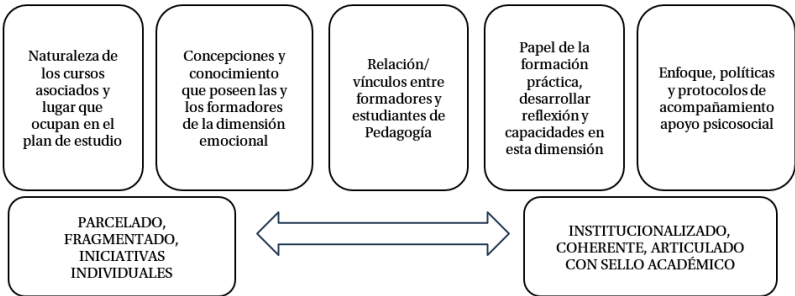 Naturaleza de
los cursos
asociados y
lugar que
ocupan en el
plan de estudio
Concepciones y
conocimiento
que poseen las y
los formadores
de la dimensión
emocional
Relación/
vínculos entre
formadores y
estudiantes de
Pedagogía
Papel de la
formación
práctica,
desarrollar
reflexión y
capacidades en
esta dimensión
Enfoque, políticas
y protocolos de
acompañamiento
apoyo psicosocial
PARCELADO,
FRAGMENTADO,
INICIATIVAS
INDIVIDUALES
INSTITUCIONALIZADO,
COHERENTE, ARTICULADO
CON SELLO ACADÉMICO